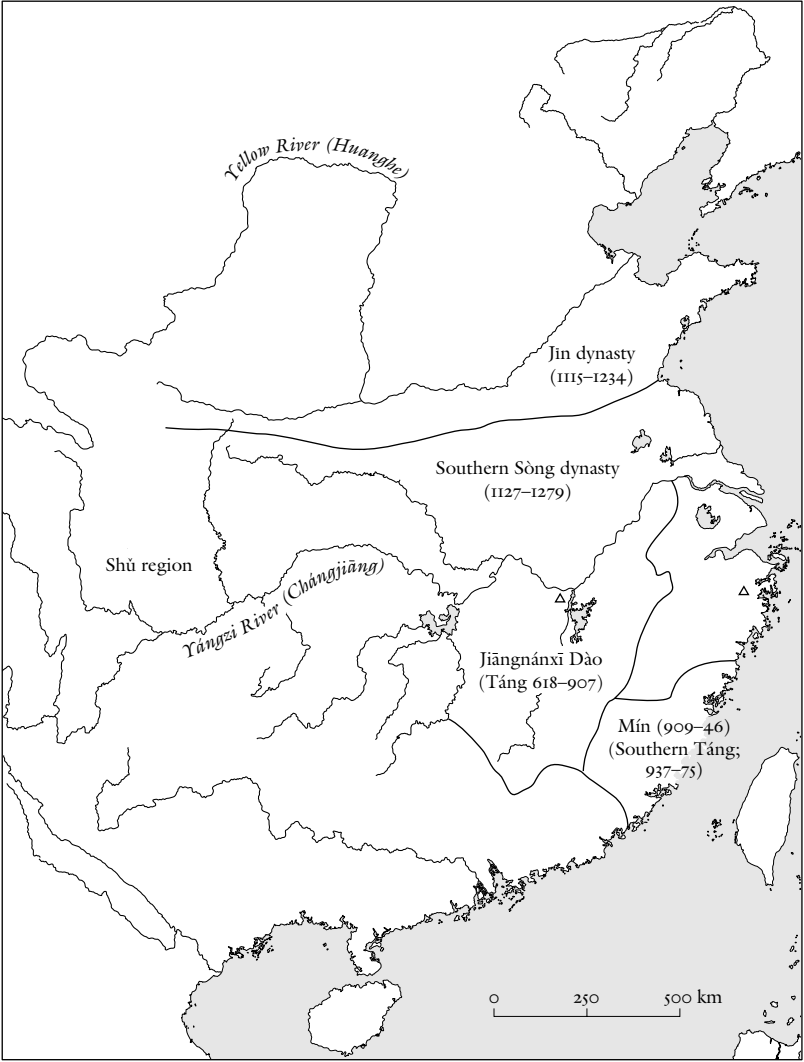 Yellow River (Huanghe)
Jīn dynasty
(1115–1234)
Southern Sòng dynasty
(1127–1279)
Shǔ region
Yángzi River (Chángjiāng)
Jiāngnánxī Dào
(Táng 618–907)
Mín (909–46)
(Southern Táng;
937–75)
0 250 500 km